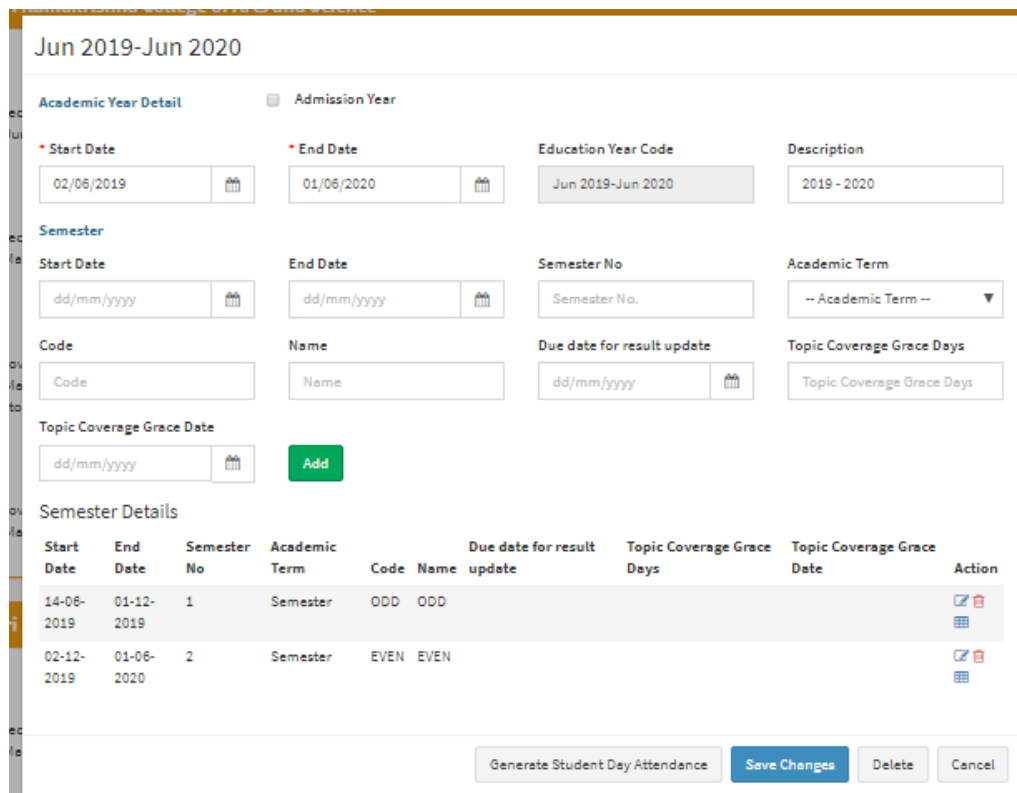 Jun 2019-Jun 2020
Academic Year Detail Admission Year
* Start Date * End Date Education Year Code Description
02/06/2019 01/06/2020 Jun 2019-Jun 2020 2019 - 2020
Semester
Start Date End Date Semester No Academic Term
dd/mm/yyyy dd/mm/yyyy Semester No. -- Academic Term --
Code Name Due date for result update Topic Coverage Grace Days
Code Name dd/mm/yyyy Topic Coverage Grace Days
Topic Coverage Grace Date
dd/mm/yyyy Add
Semester Details
Start End Semester Academic Due date for result Topic Coverage Grace Topic Coverage Grace
Date Date No Term Code Name update Days Date Action
14-06- 01-12- 1 Semester ODD ODD
2019 2019
02-12- 01-06- 2 Semester EVEN EVEN
2019 2020
Generate Student Day Attendance Save Changes Delete Cancel